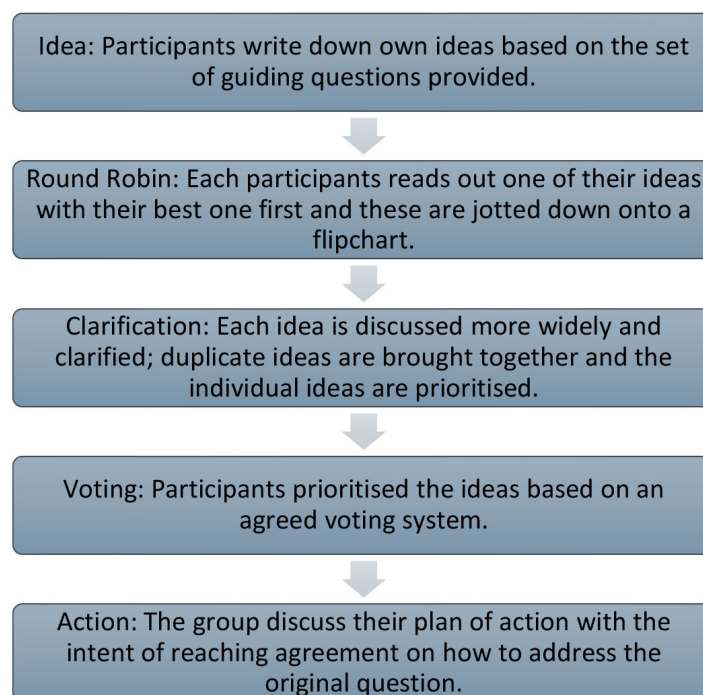 Idea: Participants write down own ideas based on the set
of guiding questions provided.
Round Robin: Each participants reads out one of their ideas
with their best one first and these are jotted down onto a
flipchart.
Clarification: Each idea is discussed more widely and
clarified; duplicate ideas are brought together and the
individual ideas are prioritised.
Voting: Participants prioritised the ideas based on an
agreed voting system.
Action: The group discuss their plan of action with the
intent of reaching agreement on how to address the
original question.